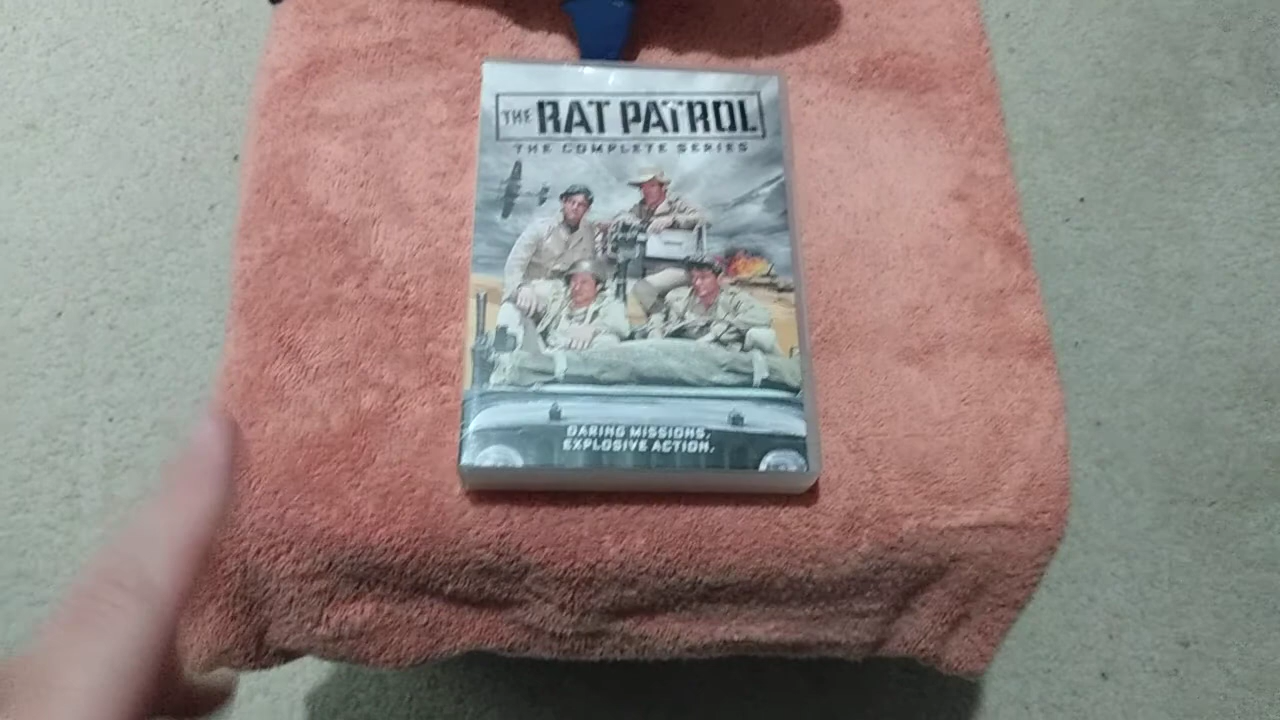 THE RAT PATROL
THE COMPLETE SERIES
DARING MISSIONS.
EXPLOSIVE ACTION.